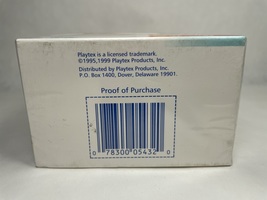 Playtex is a licensed trademark.
©1995,1999 Playtex Products, Inc.
Distributed by Playtex Products, Inc.
P.O. Box 1400, Dover, Delaware 19901.
Proof of Purchase
0 78300 05432 0